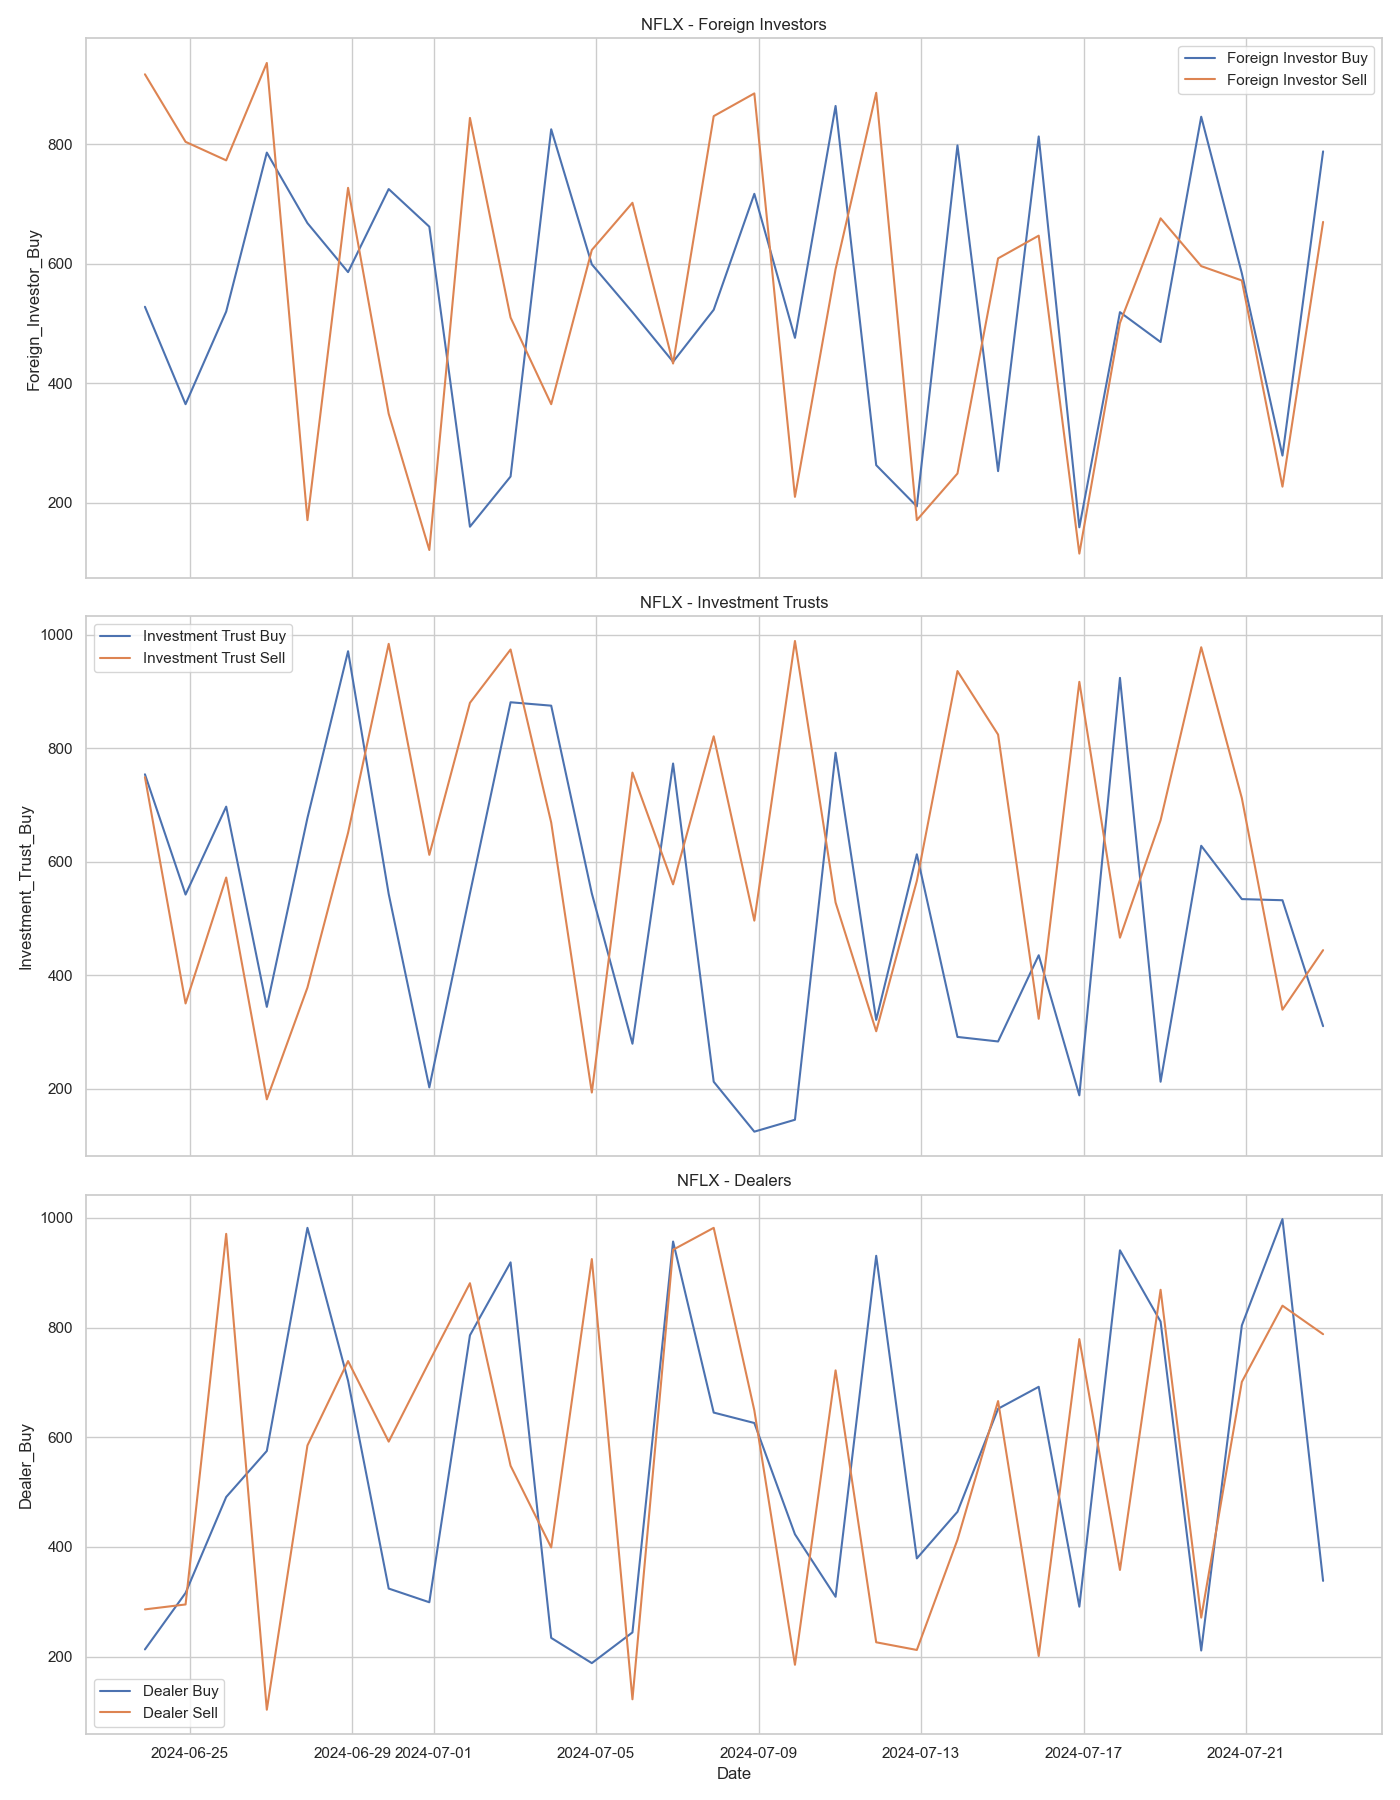 NFLX - Foreign Investors
Foreign Investor Buy
Foreign Investor Sell
Foreign_Investor_Buy
800
600
400
200
NFLX - Investment Trusts
Investment Trust Buy
Investment Trust Sell
Investment_Trust_Buy
1000
800
600
400
200
NFLX - Dealers
Dealer_Buy
1000
800
600
400
200
Dealer Buy
Dealer Sell
2024-06-25 2024-06-29 2024-07-01 2024-07-05 2024-07-09 2024-07-13 2024-07-17 2024-07-21
Date